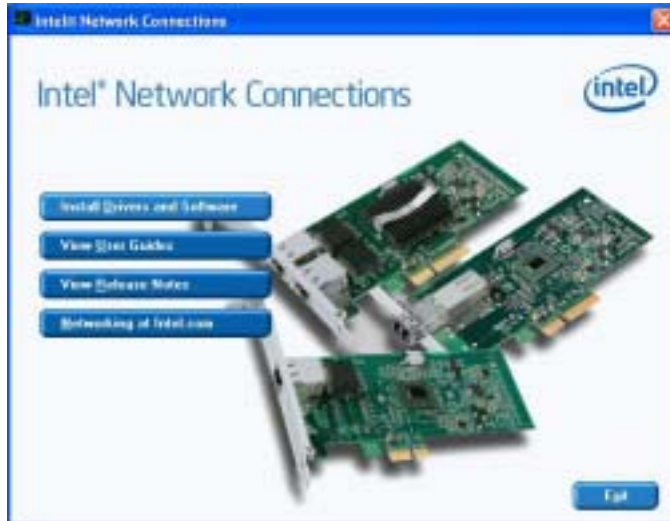 Intel® Network Connections
Intel® Network Connections
intel
Install Drivers and Software
View User Guides
View Release Notes
Networking at Intel.com
Exit